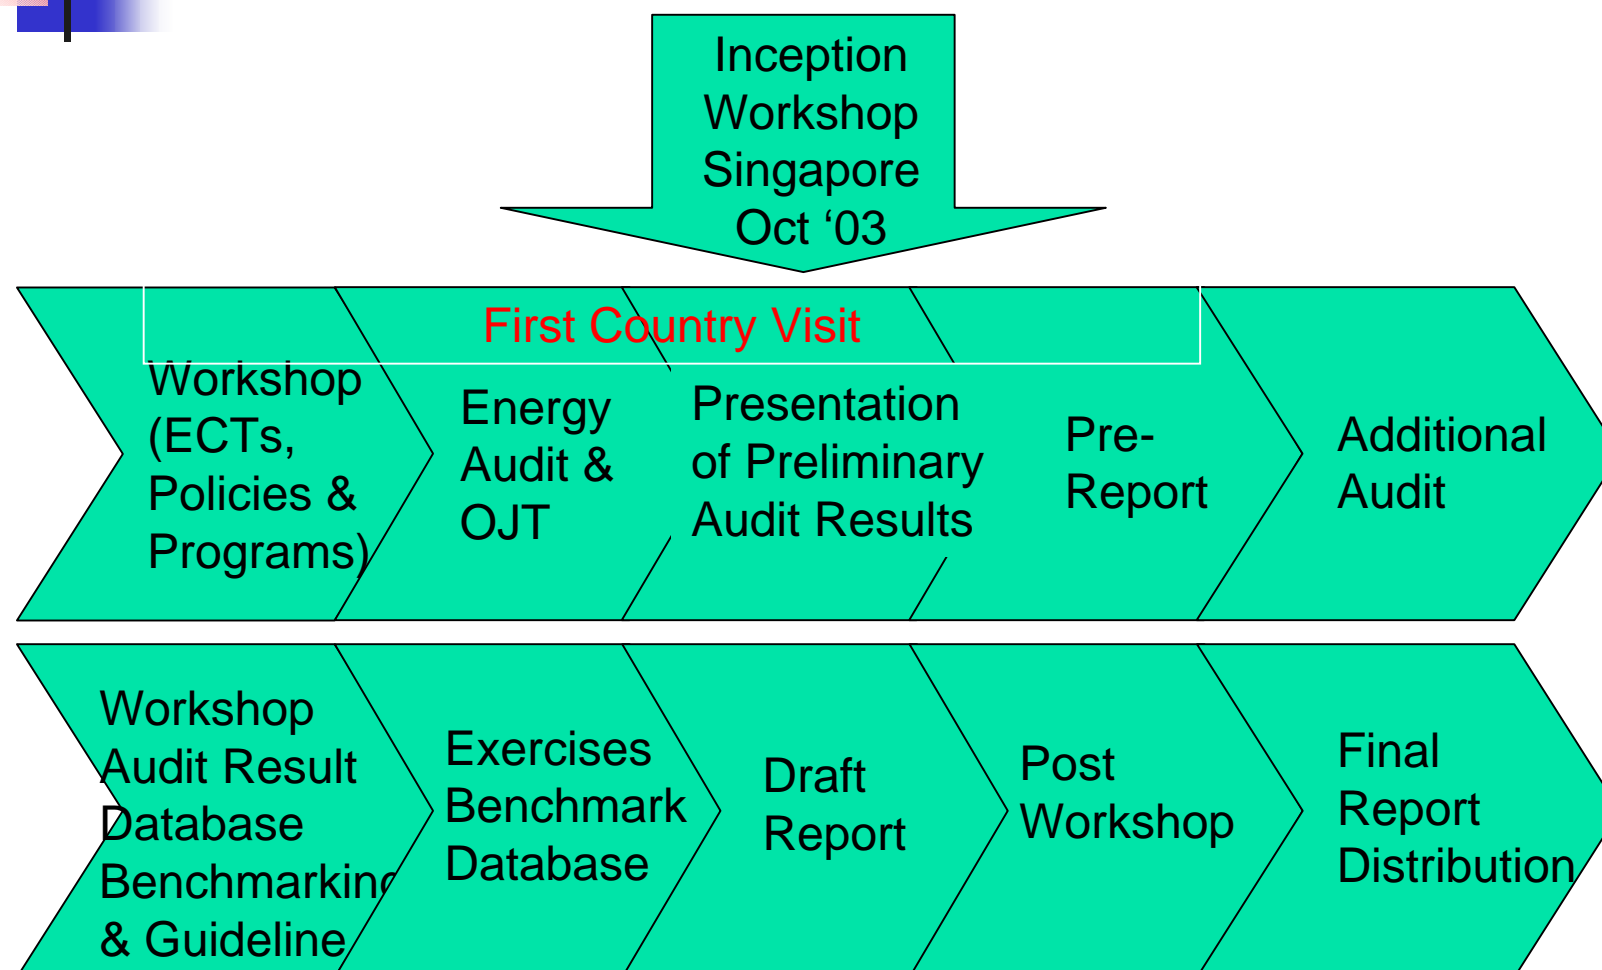 Inception
Workshop
Singapore
Oct ‘03
First Country Visit
Workshop
(ECTs,
Policies &
Programs)
Energy
Audit &
OJT
Presentation
of Preliminary
Audit Results
Pre-
Report
Additional
Audit
Workshop
Audit Result
Database
Benchmarking
& Guideline
Exercises
Benchmark
Database
Draft
Report
Post
Workshop
Final
Report
Distribution